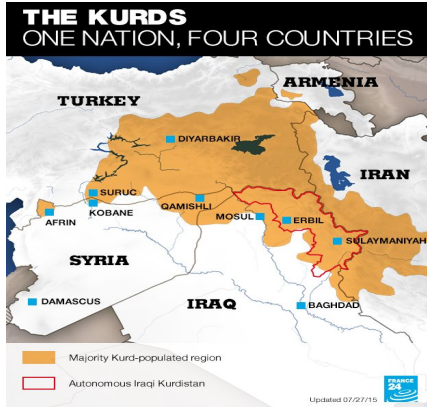 THE KURDS
ONE NATION, FOUR COUNTRIES
ARMENIA
TURKEY
DIYARBAKIR
IRAN
SURUC
QAMISHLI
KOBANE
AFRIN
MOSUL
ERBIL
SULAYMANIYAH
SYRIA
IRAQ
DAMASCUS
BAGHDAD
Majority Kurd-populated region
Autonomous Iraqi Kurdistan
FRANCE
24
Updated 07/27/15